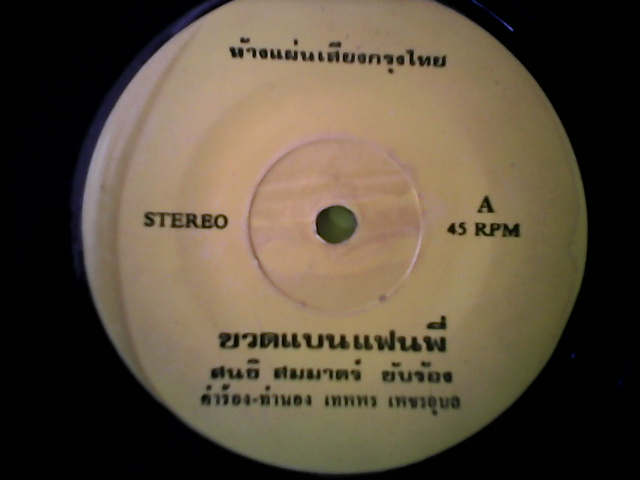 ห้างแผ่นเสียงกรุงไทย
STEREO
A
45 RPM
ขวดแบนแฟนพี่
สนธิ สมมาตร์ ขับร้อง
คำร้อง-ทำนอง เทพพร เพชรอุบล